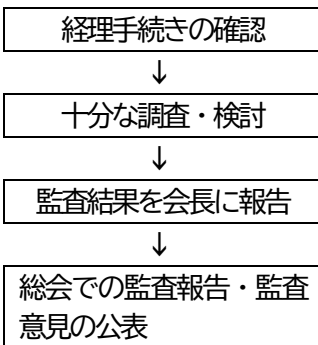 経理手続きの確認
↓
十分な調査・検討
↓
監査結果を会長に報告
↓
総会での監査報告・監査
意見の公表